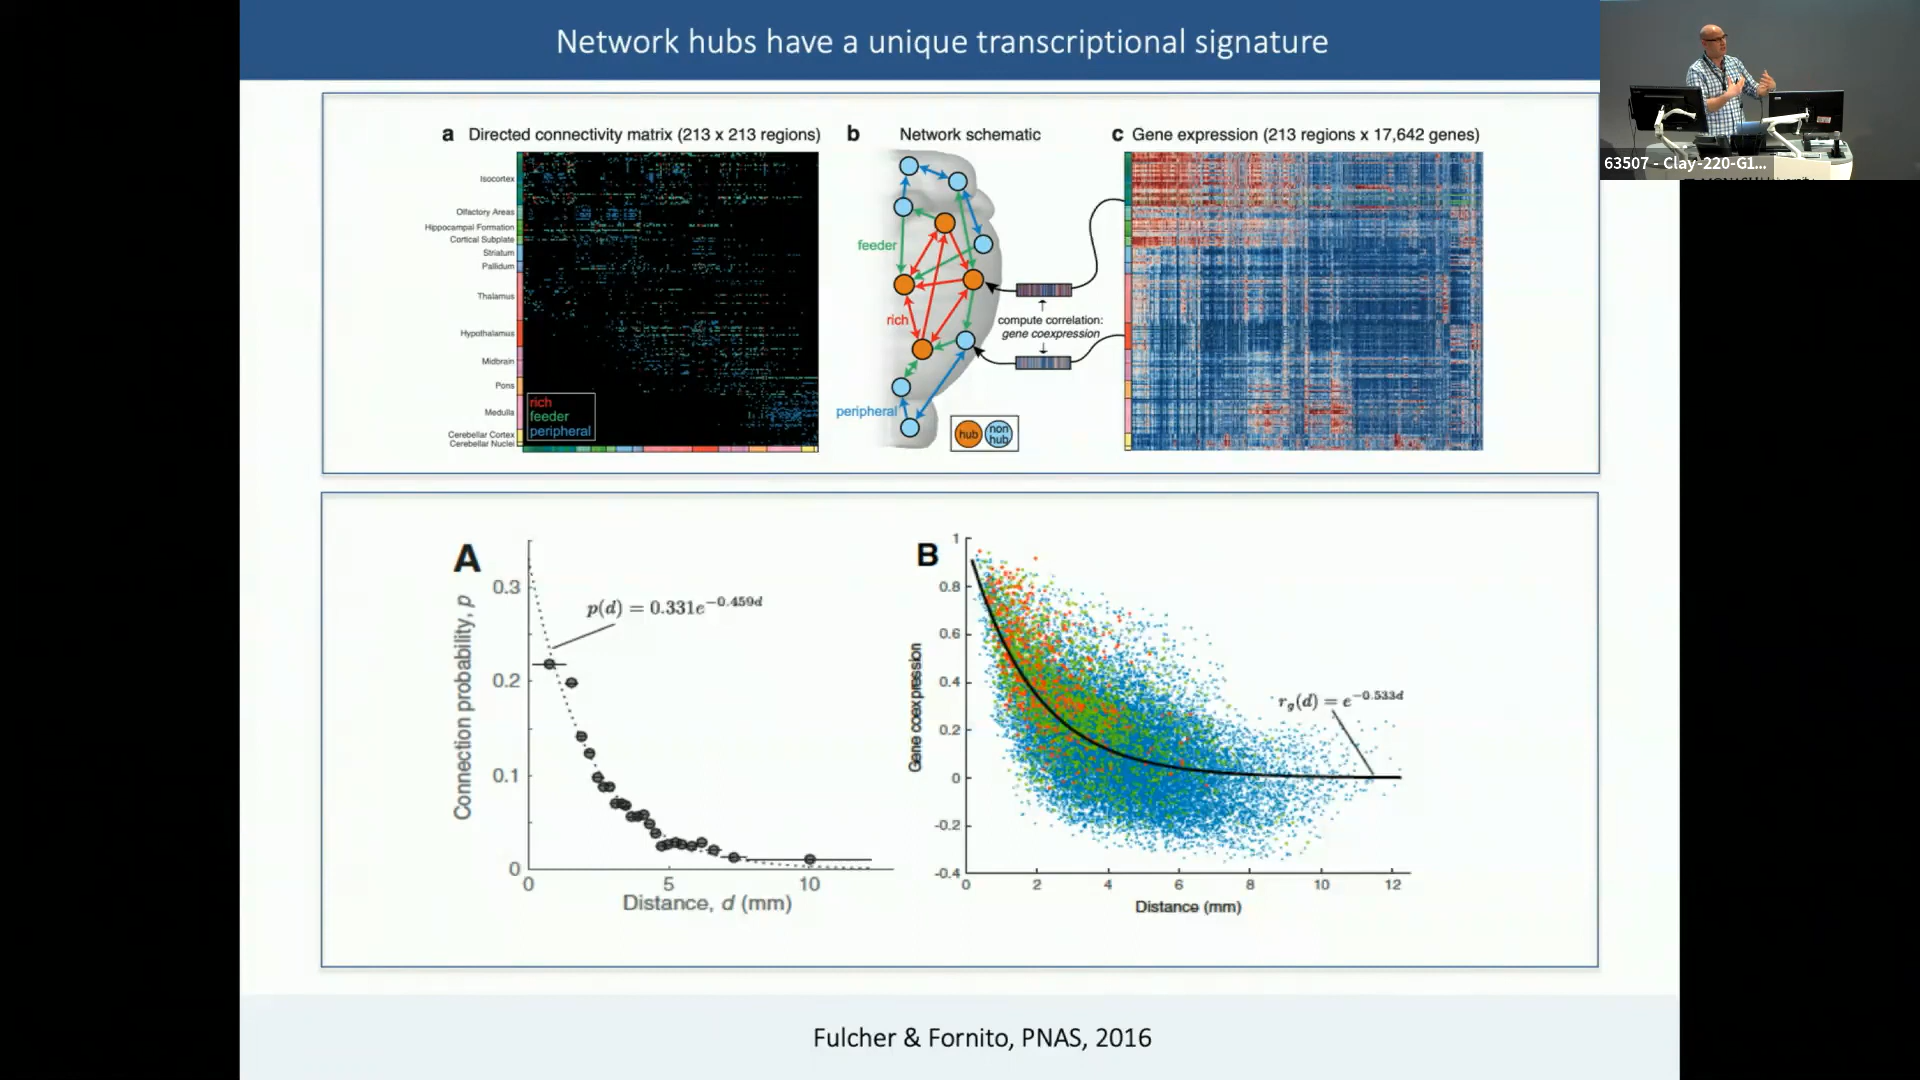 Network hubs have a unique transcriptional signature
63507 - Clay-220-G1...
a Directed connectivity matrix (213 x 213 regions)
Isocortex
Olfactory Areas
Hippocampal Formation
Cortical Subplate
Striatum
Pallidum
Thalamus
Hypothalamus
Midbrain
Pons
Medulla
Cerebellar Cortex
Cerebellar Nuclei
rich
feeder
peripheral
b Network schematic
feeder
rich
peripheral
compute correlation:
gene coexpression
hub
non
hub
c Gene expression (213 regions x 17,642 genes)
A
Connection probability, p
0.3
0.2
0.1
0
p(d) = 0.331e^{-0.459d}
0 5 10
Distance, d (mm)
B
Gene coexpression
1
0.8
0.6
0.4
0.2
0
-0.2
-0.4
r_g(d) = e^{-0.533d}
0 2 4 6 8 10 12
Distance (mm)
Fulcher & Fornito, PNAS, 2016